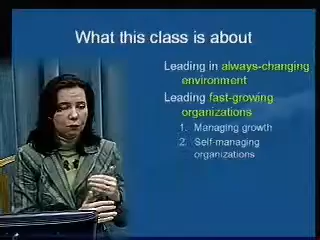 What this class is about
Leading in always-changing
environment
Leading fast-growing
organizations
1. Managing growth
2. Self-managing
organizations